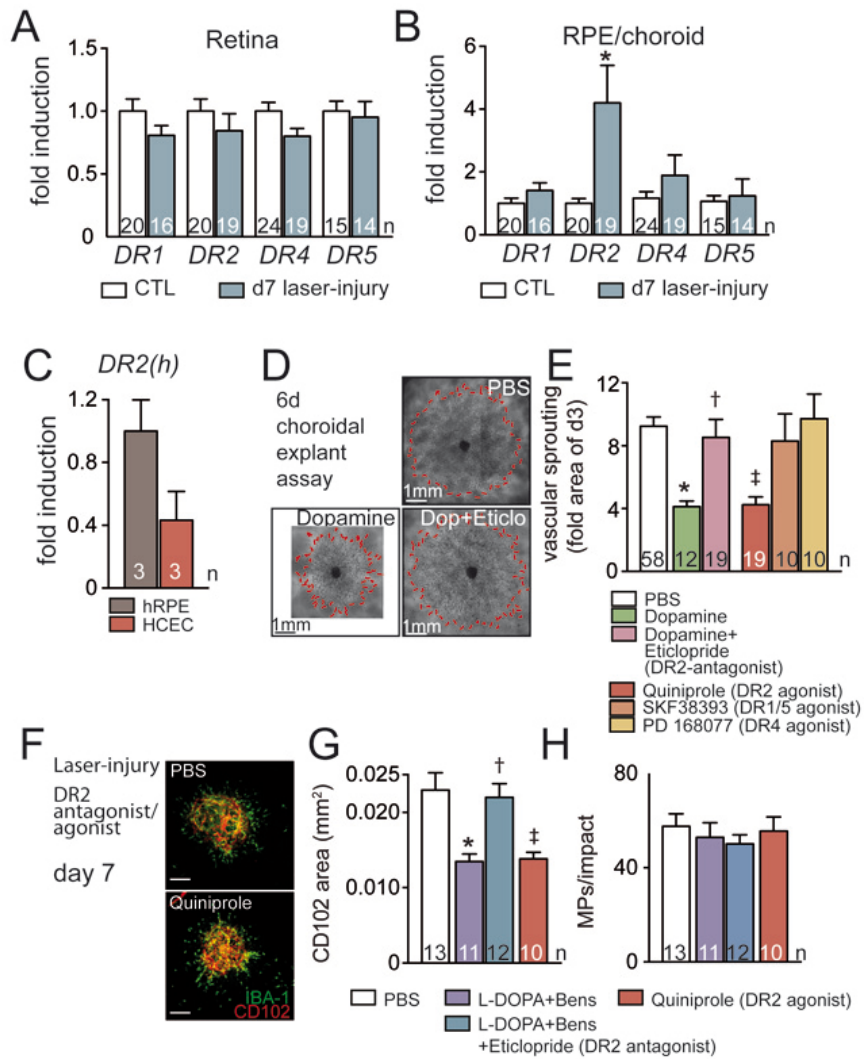 A
Retina
fold induction
1.5
1.0
0.5
0
20 16 20 19 24 19 15 14 n
DR1 DR2 DR4 DR5
CTL d7 laser-injury
B
RPE/choroid
fold induction
6
4
2
0
*
20 16 20 19 24 19 15 14 n
DR1 DR2 DR4 DR5
CTL d7 laser-injury
C
DR2(h)
fold induction
1.2
0.8
0.4
0
3 3 n
hRPE
HCEC
D
6d
choroidal
explant
assay
PBS
1mm
Dopamine
1mm
Dop+Eticlo
1mm
E
vascular sprouting
(fold area of d3)
12
8
4
0
* † ‡
58 12 19 19 10 10 n
PBS
Dopamine
Dopamine+
Eticlopride
(DR2-antagonist)
Quiniprole (DR2 agonist)
SKF38393 (DR1/5 agonist)
PD 168077 (DR4 agonist)
F
Laser-injury
DR2
antagonist/
agonist
day 7
PBS
Quiniprole
IBA-1
CD102
G
CD102 area (mm²)
0.025
0.020
0.010
0
* † ‡
13 11 12 10 n
H
MPs/impact
80
60
40
0
13 11 12 10 n
PBS
L-DOPA+Bens
L-DOPA+Bens
+Eticlopride (DR2 antagonist)
Quiniprole (DR2 agonist)